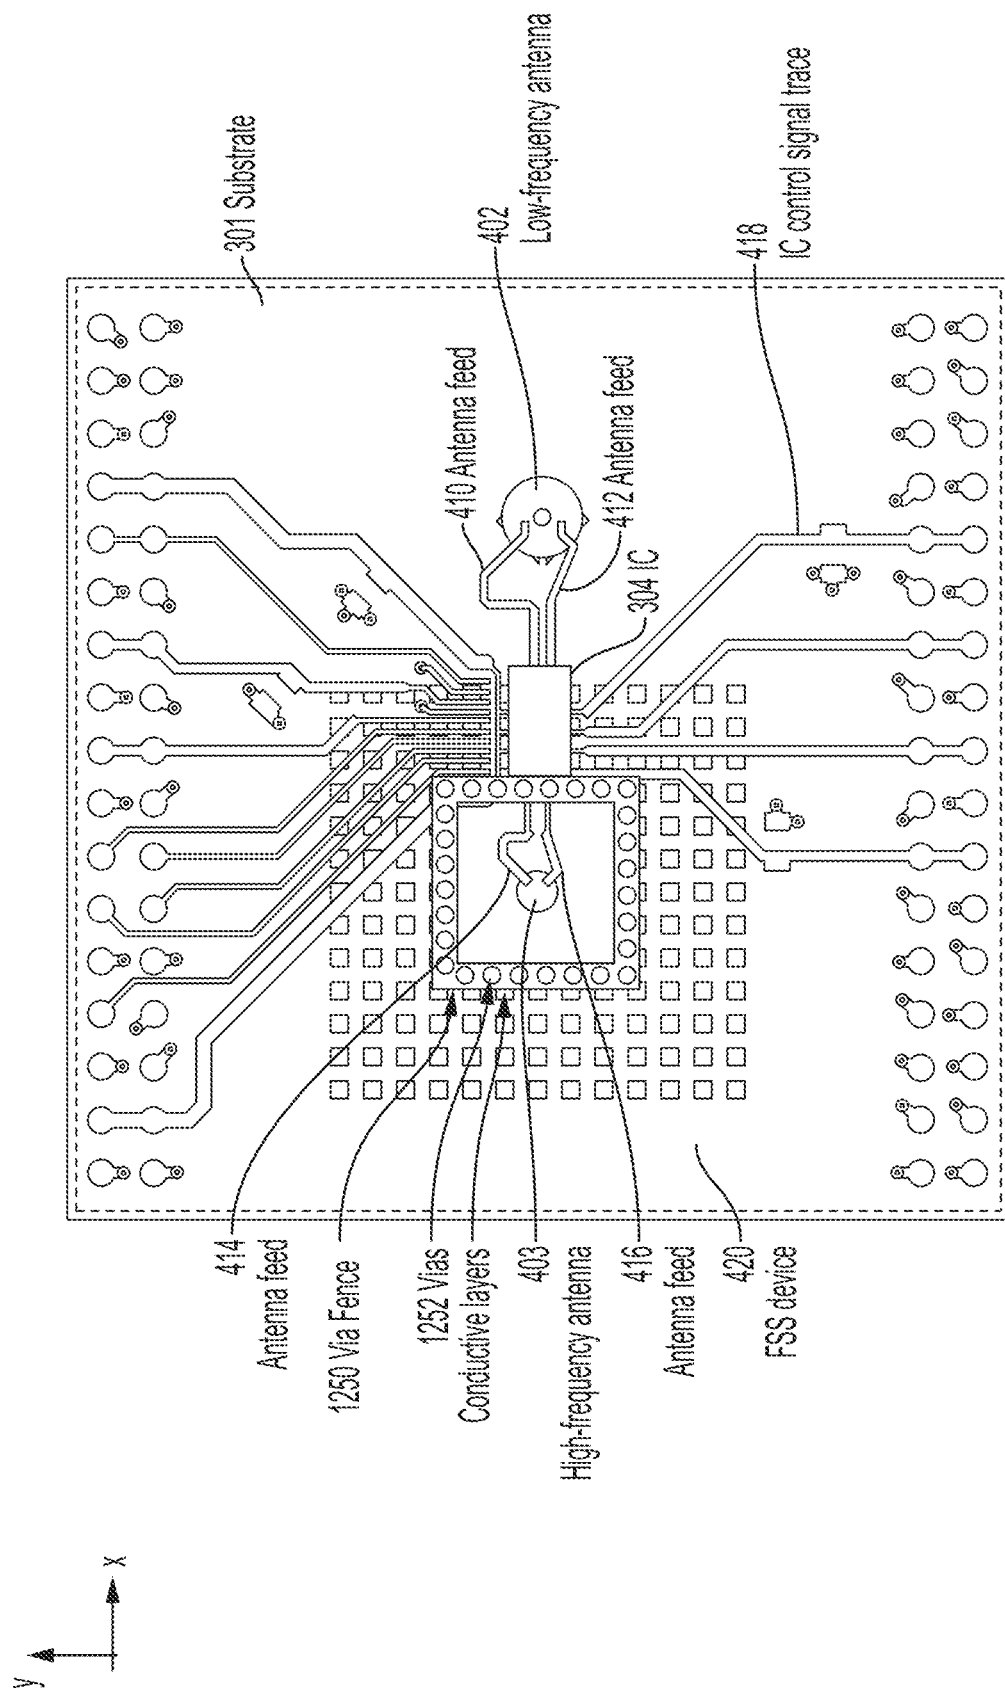 301 Substrate
402
Low-frequency antenna
410 Antenna feed
412 Antenna feed
304 IC
418
IC control signal trace
414
Antenna feed
1250 Via Fence
1252 Vias
Conductive layers
403
High-frequency antenna
416
Antenna feed
420
FSS device
y
x